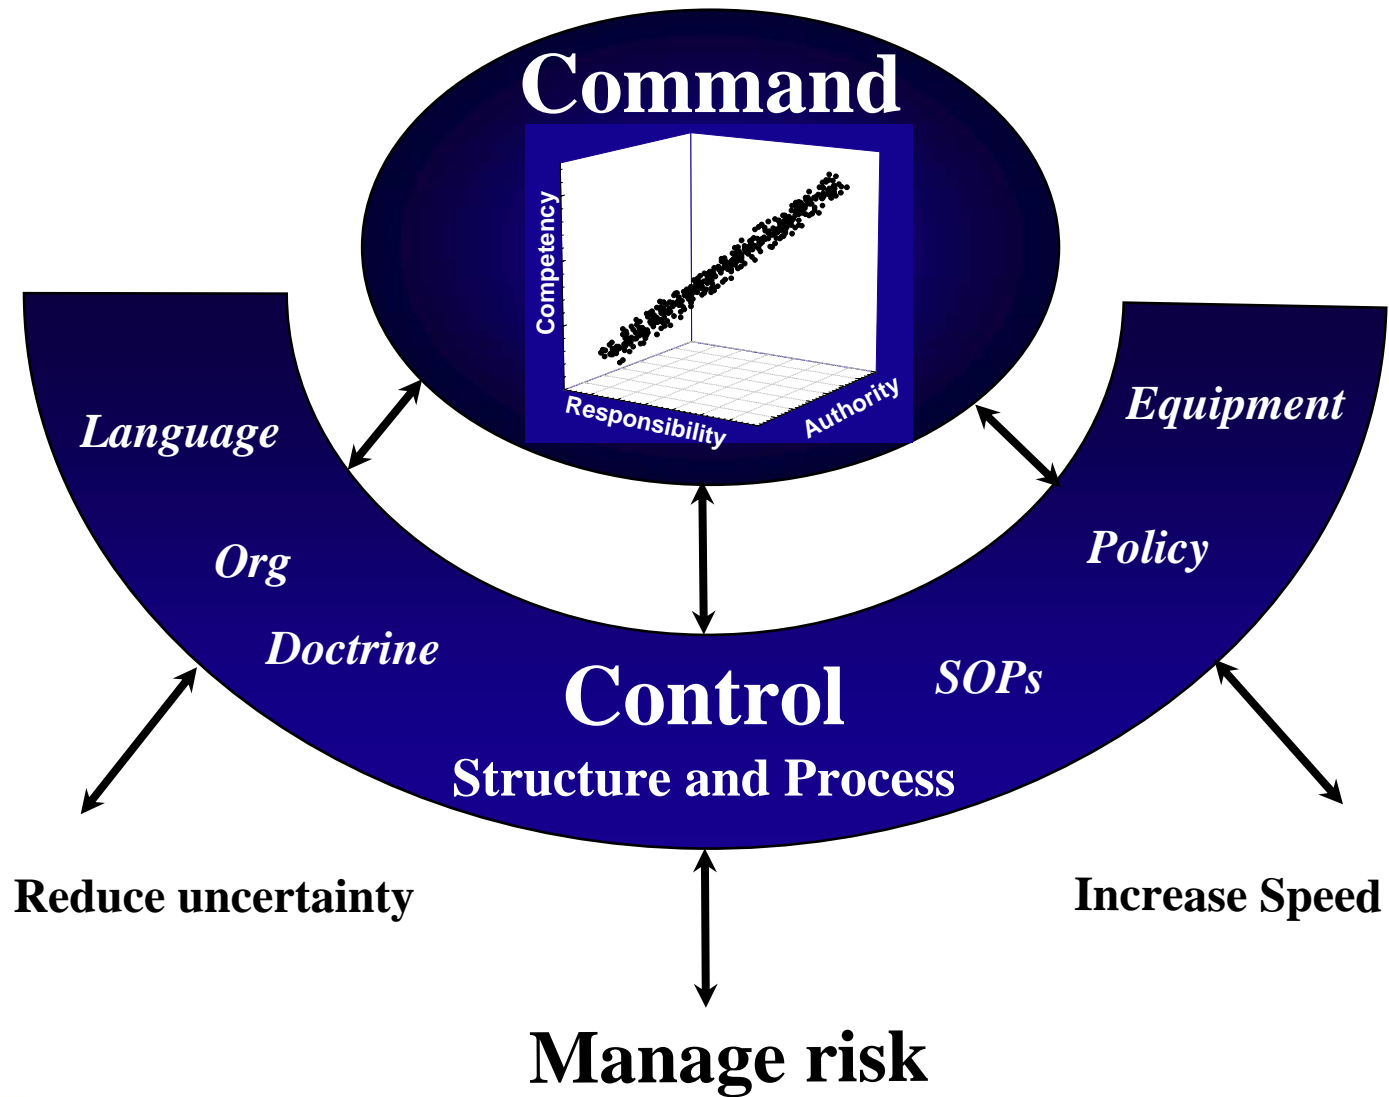 Command
Competency
Responsibility
Authority
Language
Equipment
Org
Policy
Doctrine
SOPs
Control
Structure and Process
Reduce uncertainty
Increase Speed
Manage risk